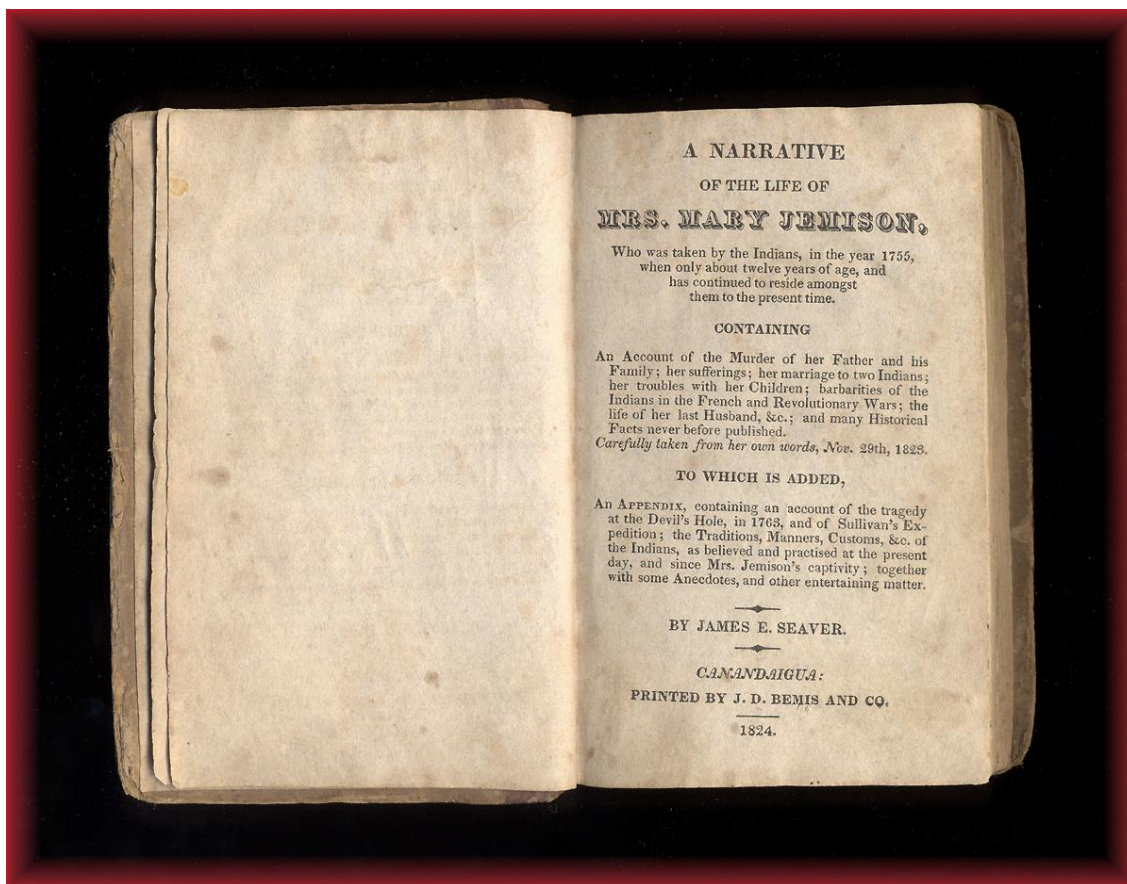 A NARRATIVE
OF THE LIFE OF
MRS. MARY JEMISON,
Who was taken by the Indians, in the year 1755,
when only about twelve years of age, and
has continued to reside amongst
them to the present time.
CONTAINING
An Account of the Murder of her Father and his
Family; her sufferings; her marriage to two Indians;
her troubles with her Children; barbarities of the
Indians in the French and Revolutionary Wars; the
life of her last Husband, &c.; and many Historical
Facts never before published.
Carefully taken from her own words, Nov. 29th, 1823.
TO WHICH IS ADDED,
An APPENDIX, containing an account of the tragedy
at the Devil's Hole, in 1763, and of Sullivan's Ex-
pedition; the Traditions, Manners, Customs, &c. of
the Indians, as believed and practised at the present
day, and since Mrs. Jemison's captivity; together
with some Anecdotes, and other entertaining matter.
BY JAMES E. SEAVER.
CANANDAIGUA:
PRINTED BY J. D. BEMIS AND CO.
1824.